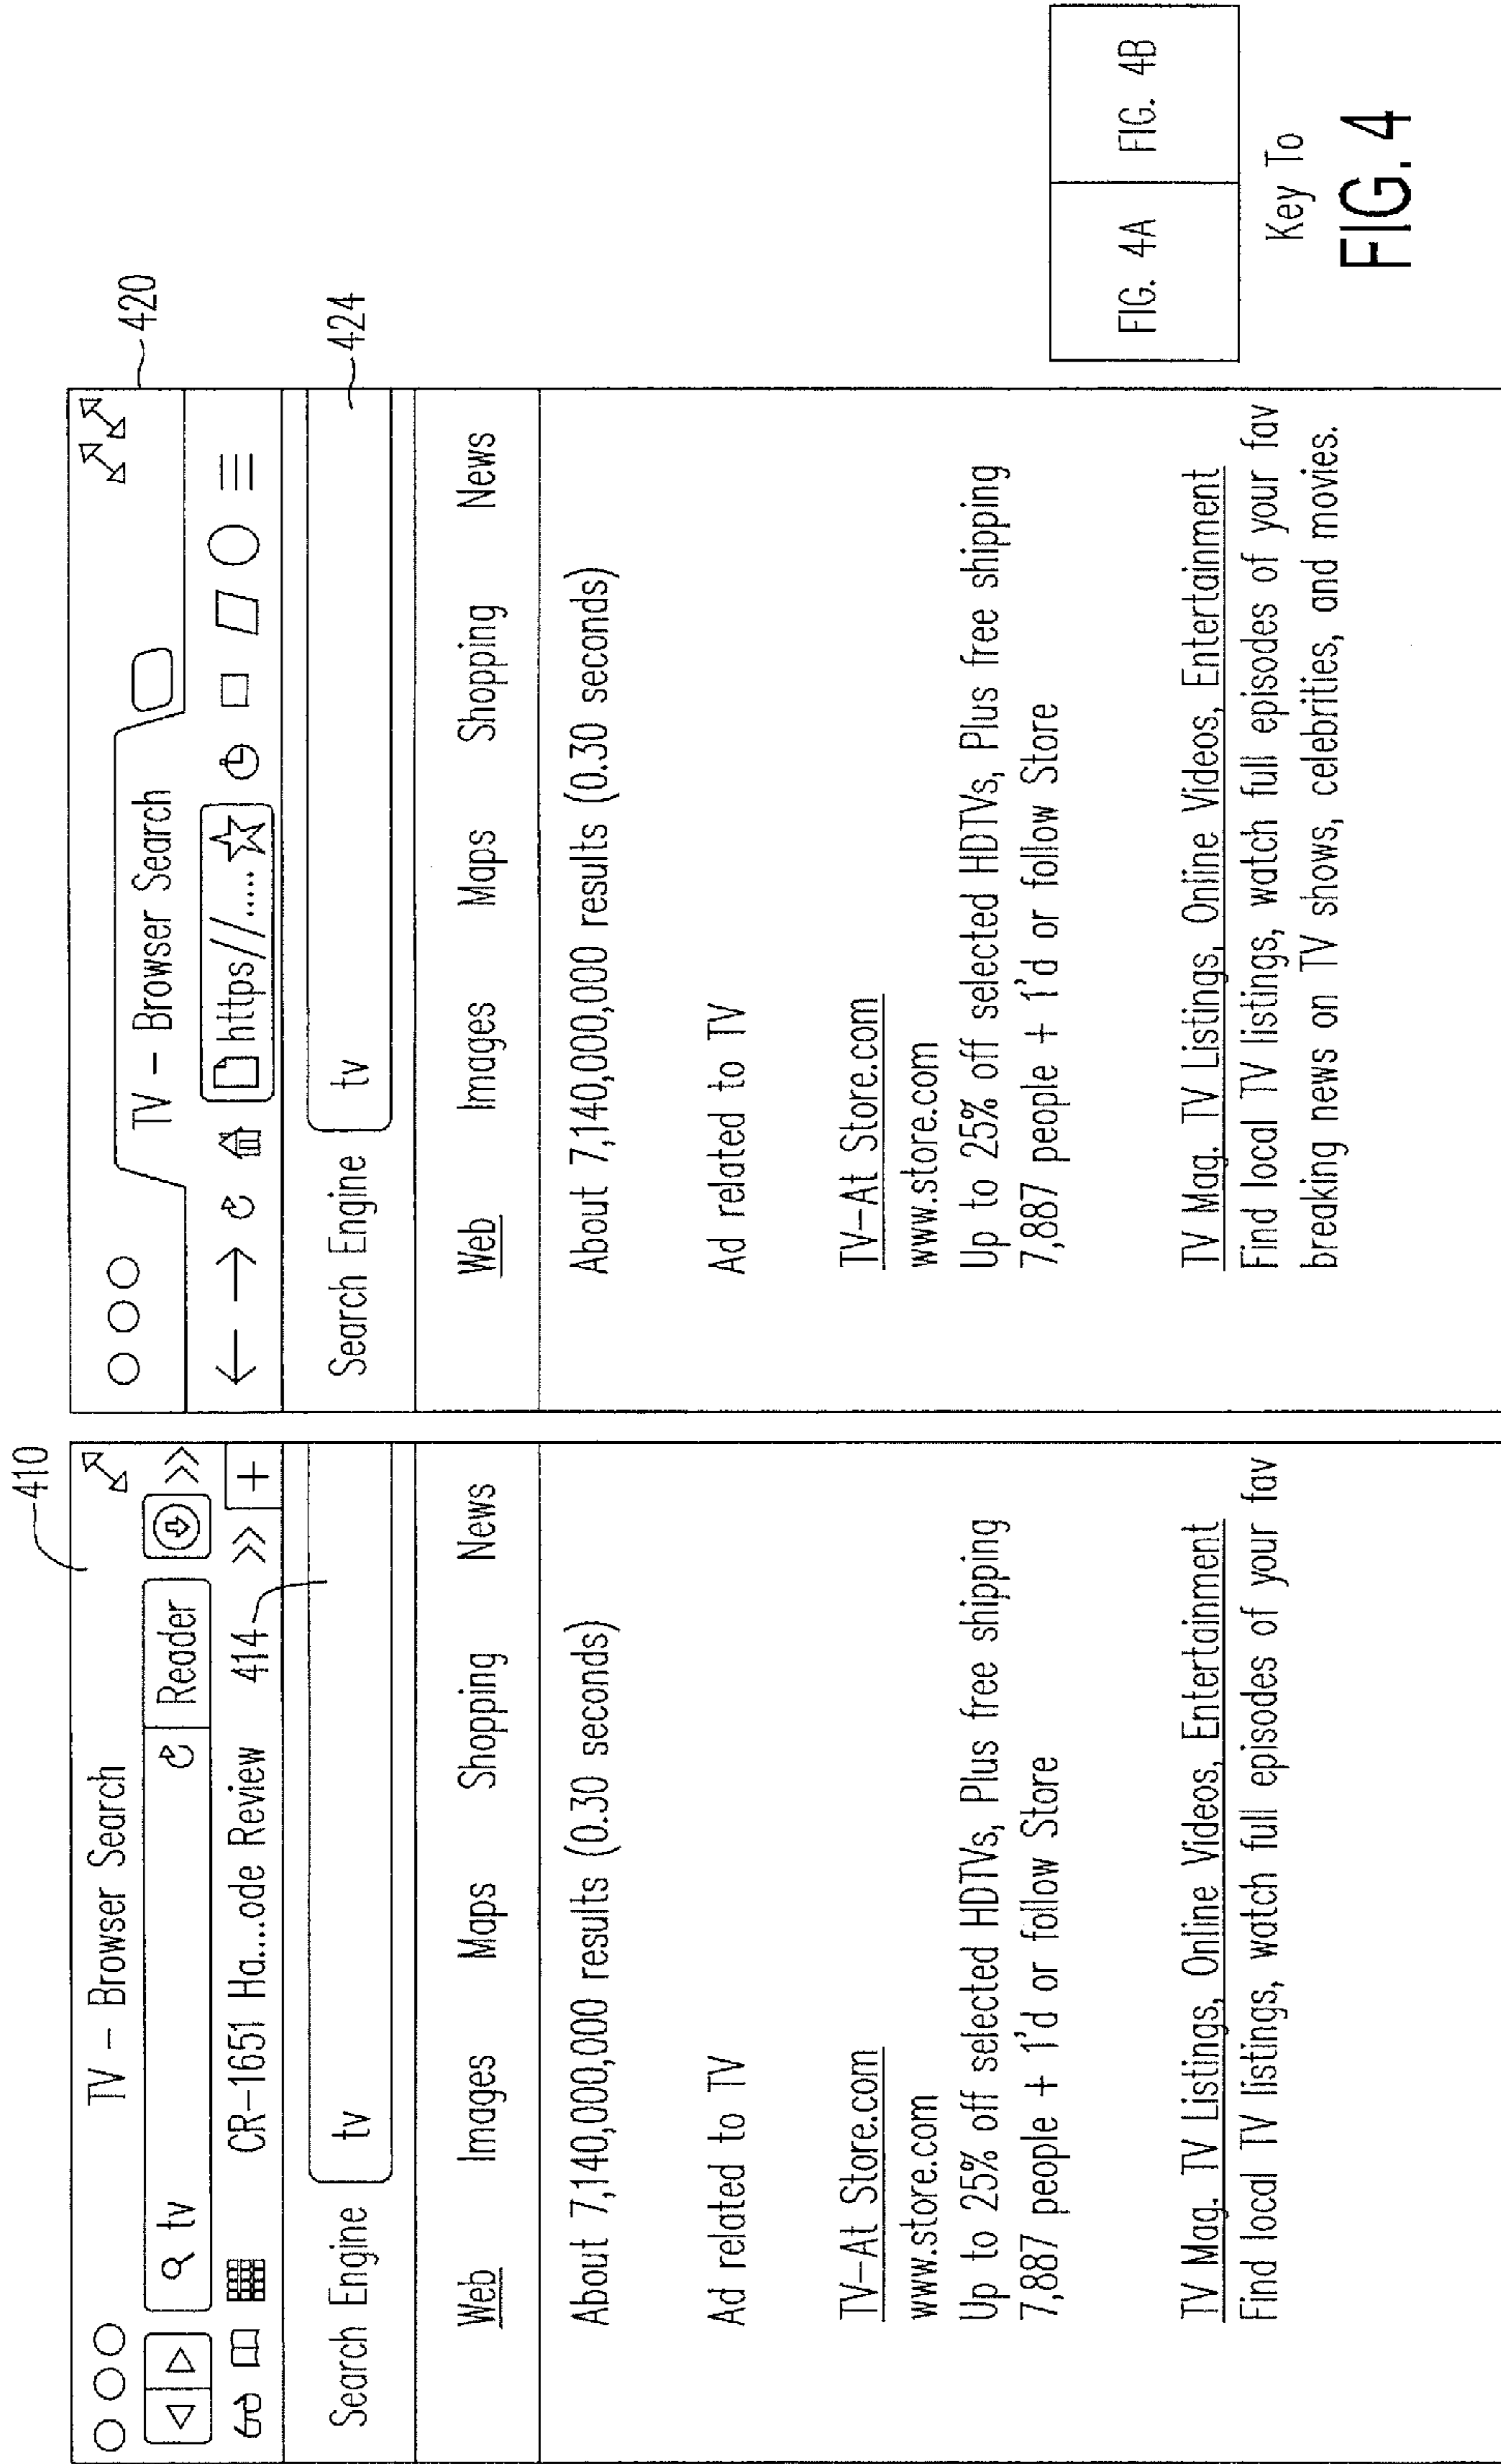 410
TV – Browser Search
tv
Reader
CR–1651 Ha....ode Review
414
Search Engine
tv
Web Images Maps Shopping News
About 7,140,000,000 results (0.30 seconds)
Ad related to TV
TV–At Store.com
www.store.com
Up to 25% off selected HDTVs, Plus free shipping
7,887 people + 1'd or follow Store
TV Mag. TV Listings, Online Videos, Entertainment
Find local TV listings, watch full episodes of your fav
420
TV – Browser Search
https//.....
424
Search Engine
tv
Web Images Maps Shopping News
About 7,140,000,000 results (0.30 seconds)
Ad related to TV
TV–At Store.com
www.store.com
Up to 25% off selected HDTVs, Plus free shipping
7,887 people + 1'd or follow Store
TV Mag. TV Listings, Online Videos, Entertainment
Find local TV listings, watch full episodes of your fav
breaking news on TV shows, celebrities, and movies.
FIG. 4A FIG. 4B
Key To
FIG. 4